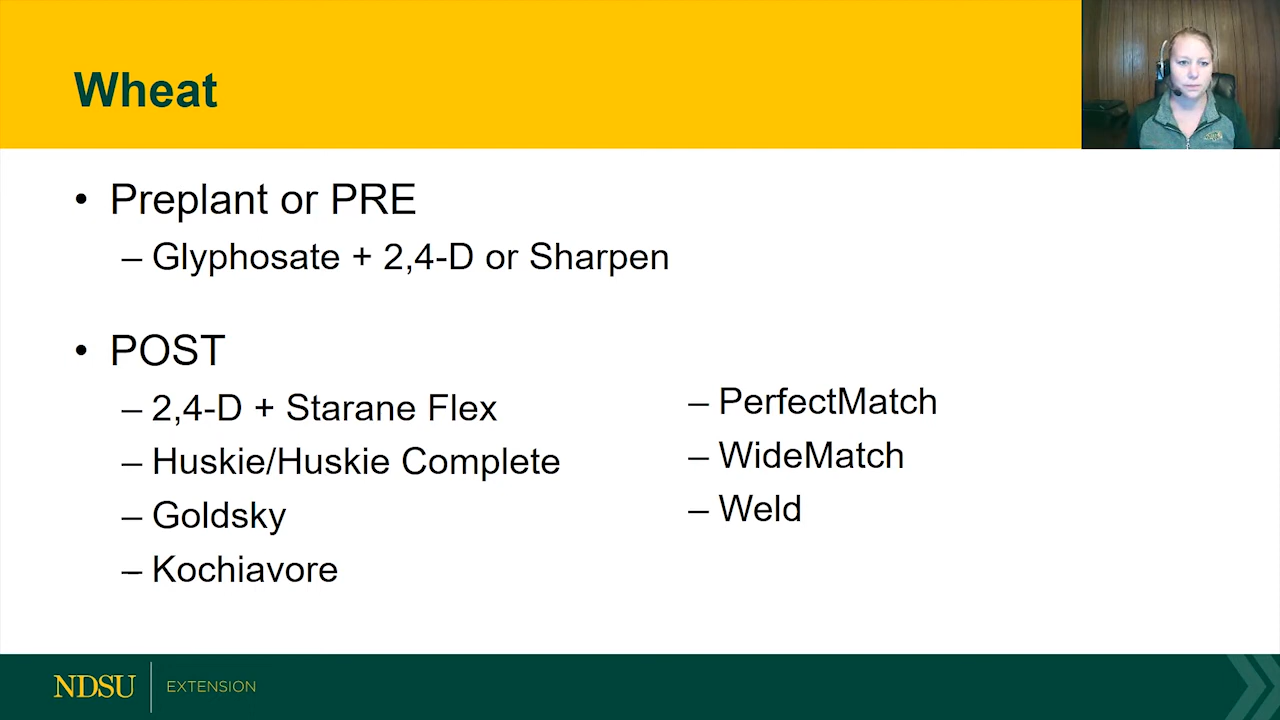 Wheat
• Preplant or PRE
– Glyphosate + 2,4-D or Sharpen
• POST
– 2,4-D + Starane Flex
– Huskie/Huskie Complete
– Goldsky
– Kochiavore
– PerfectMatch
– WideMatch
– Weld
NDSU EXTENSION